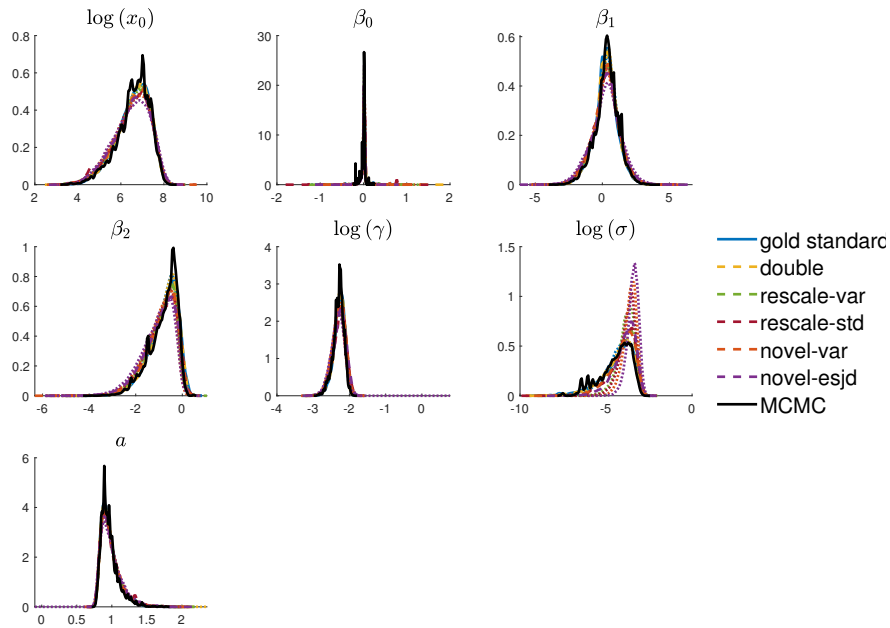 log (x₀)
0.8
0.6
0.4
0.2
0
2 4 6 8 10
β₀
30
20
10
0
-2 -1 0 1 2
β₁
0.6
0.4
0.2
0
-5 0 5
β₂
1
0.8
0.6
0.4
0.2
0
-6 -4 -2 0
log (γ)
4
3
2
1
0
-4 -3 -2 -1 0
log (σ)
1.5
1
0.5
0
-10 -5 0
gold standard
double
rescale-var
rescale-std
novel-var
novel-esjd
MCMC
a
6
4
2
0
0 0.5 1 1.5 2